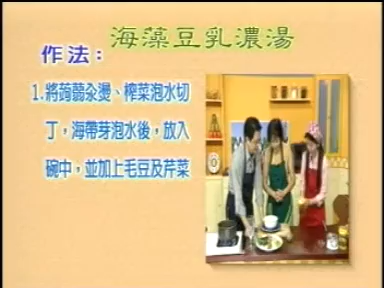 海藻豆乳濃湯
作法：
1.將蒟蒻汆燙、榨菜泡水切
丁，海帶芽泡水後，放入
碗中，並加上毛豆及芹菜